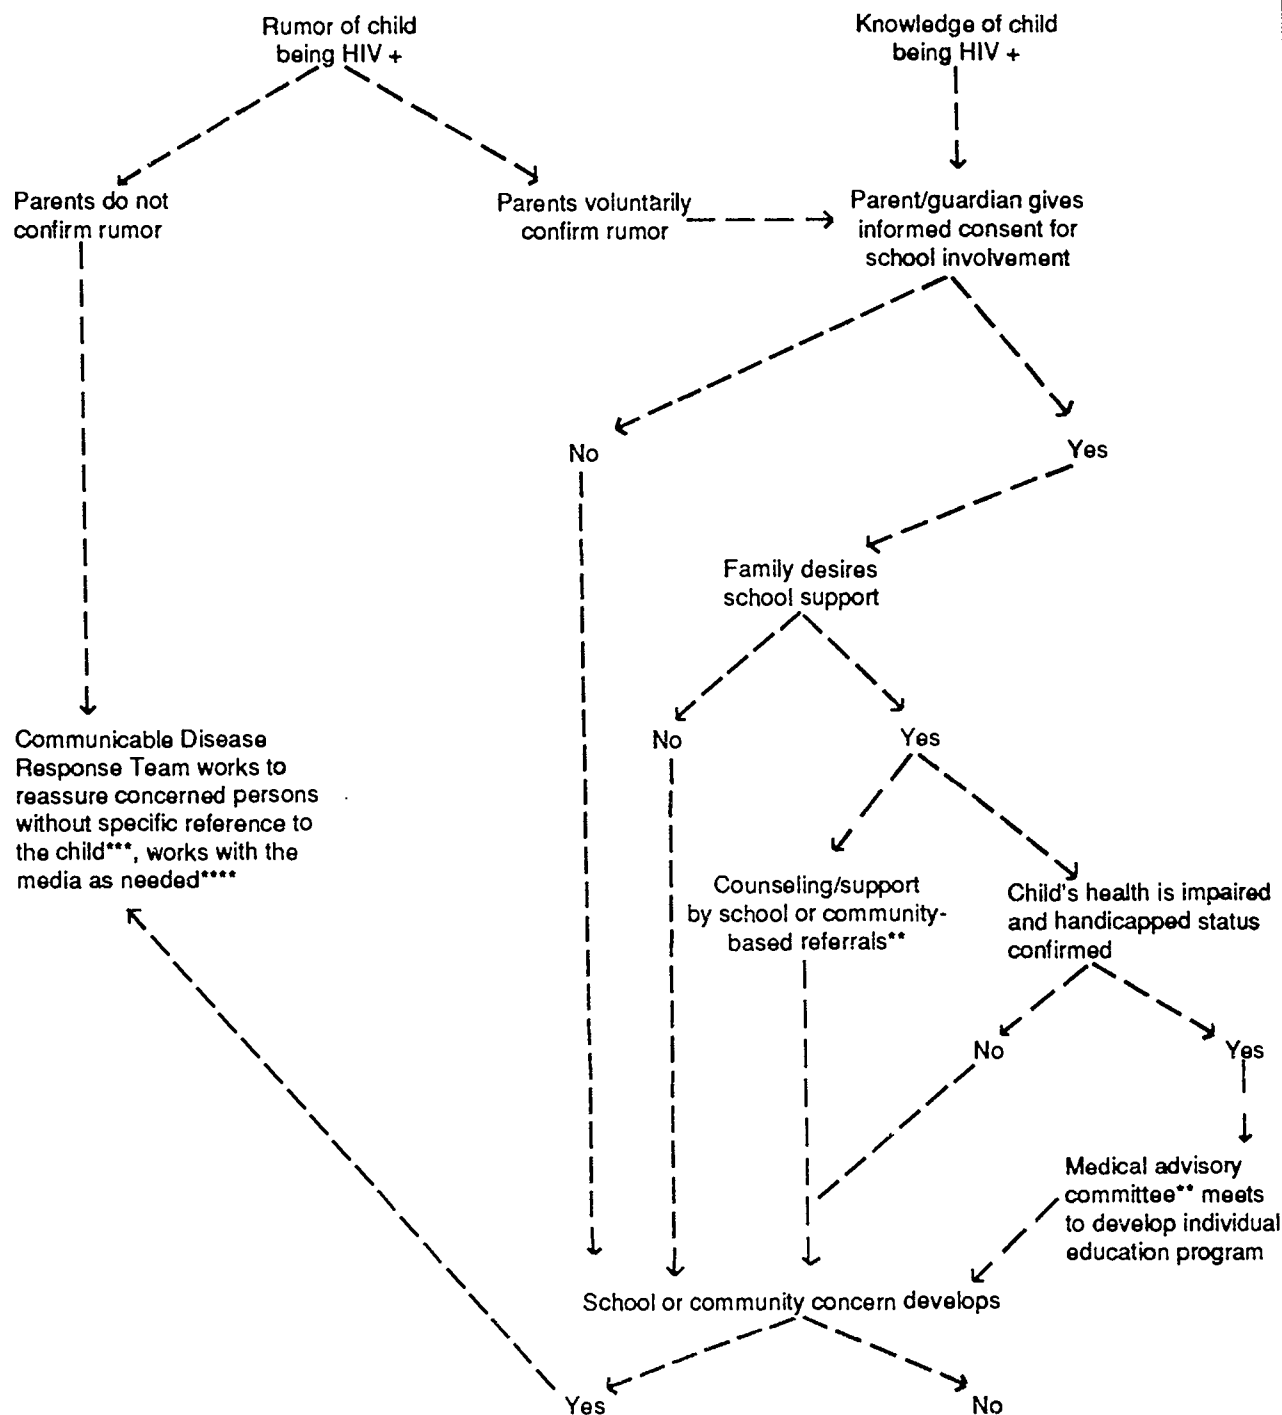 Rumor of child
being HIV +
Knowledge of child
being HIV +
Parents do not
confirm rumor
Parents voluntarily
confirm rumor
Parent/guardian gives
informed consent for
school involvement
No
Yes
Family desires
school support
No
Yes
Communicable Disease
Response Team works to
reassure concerned persons
without specific reference to
the child***, works with the
media as needed****
Counseling/support
by school or community-
based referrals**
Child's health is impaired
and handicapped status
confirmed
No
Yes
Medical advisory
committee** meets
to develop individual
education program
School or community concern develops
Yes
No